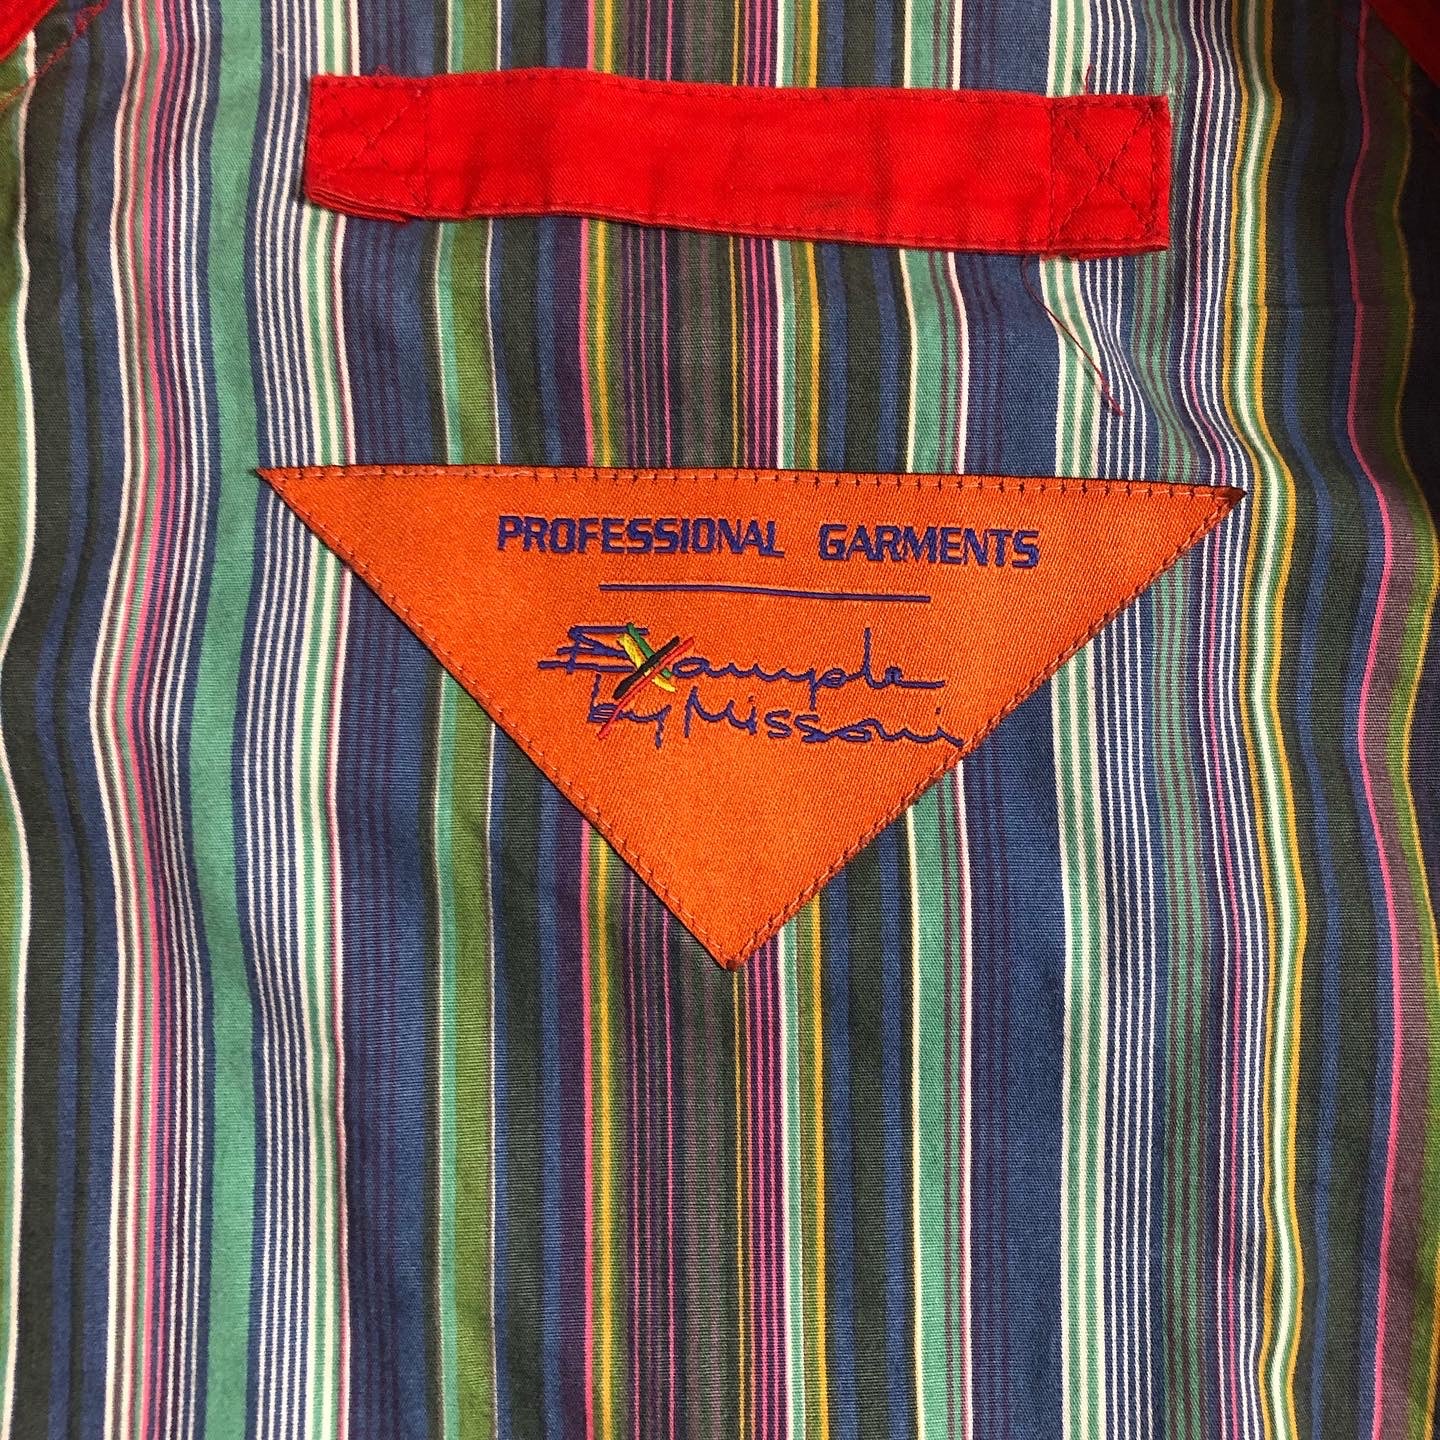 PROFESSIONAL GARMENTS
Example
by Missoni